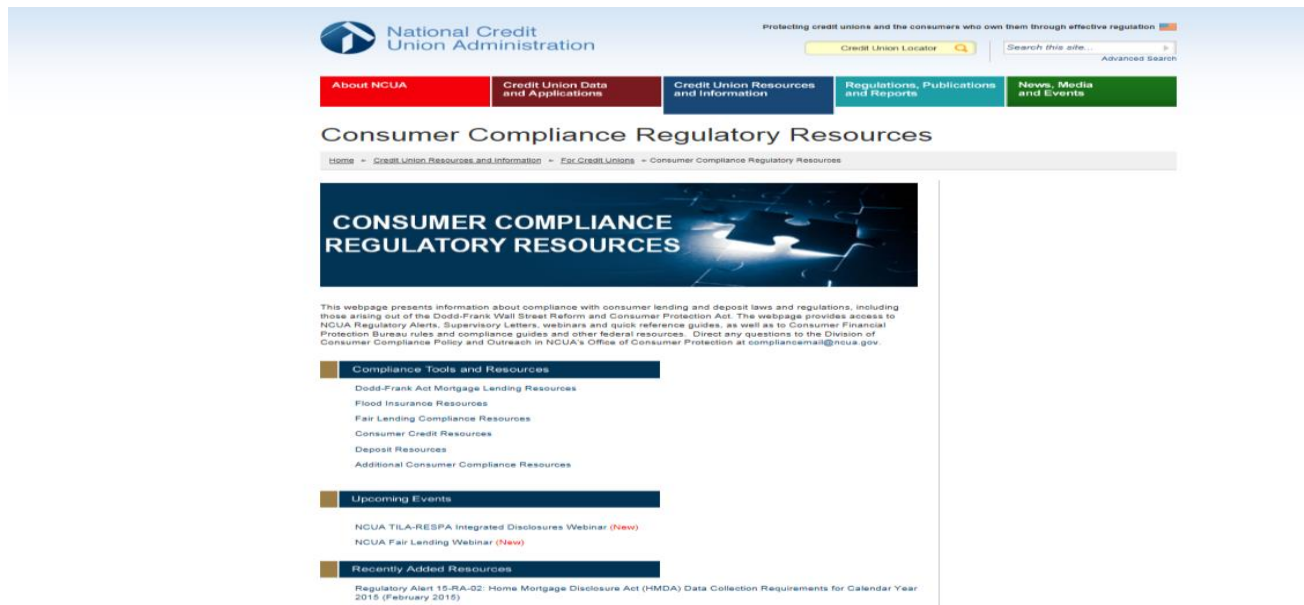 National Credit
Union Administration
Protecting credit unions and the consumers who own them through effective regulation
Credit Union Locator
Search this site...
Advanced Search
About NCUA
Credit Union Data
and Applications
Credit Union Resources
and Information
Regulations, Publications
and Reports
News, Media
and Events
Consumer Compliance Regulatory Resources
Home - Credit Union Resources and Information - For Credit Unions - Consumer Compliance Regulatory Resources
CONSUMER COMPLIANCE
REGULATORY RESOURCES
This webpage presents information about compliance with consumer lending and deposit laws and regulations, including
those arising out of the Dodd-Frank Wall Street Reform and Consumer Protection Act. The webpage provides access to
NCUA Regulatory Alerts, Supervisory Letters, webinars and quick reference guides, as well as to Consumer Financial
Protection Bureau rules and compliance guides and other federal resources. Direct any questions to the Division of
Consumer Compliance Policy and Outreach in NCUA's Office of Consumer Protection at compliancemail@ncua.gov.
Compliance Tools and Resources
Dodd-Frank Act Mortgage Lending Resources
Flood Insurance Resources
Fair Lending Compliance Resources
Consumer Credit Resources
Deposit Resources
Additional Consumer Compliance Resources
Upcoming Events
NCUA TILA-RESPA Integrated Disclosures Webinar (New)
NCUA Fair Lending Webinar (New)
Recently Added Resources
Regulatory Alert 15-RA-02: Home Mortgage Disclosure Act (HMDA) Data Collection Requirements for Calendar Year
2015 (February 2015)